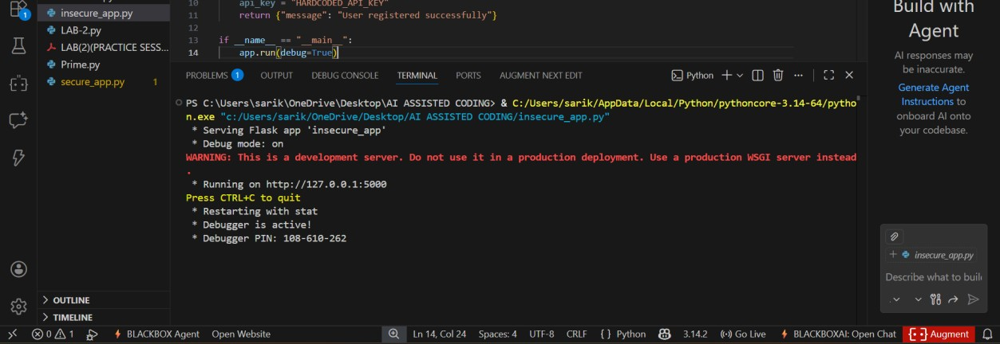 insecure_app.py
LAB-2.py
LAB(2)(PRACTICE SESS...
Prime.py
secure_app.py 1
1
10 api_key = "HARDCODED_API_KEY"
11 return {"message": "User registered successfully"}
12
13 if __name__ == "__main__":
14 app.run(debug=True)
PROBLEMS 1 OUTPUT DEBUG CONSOLE TERMINAL PORTS AUGMENT NEXT EDIT Python
PS C:\Users\sarik\OneDrive\Desktop\AI ASSISTED CODING> & C:/Users/sarik/AppData/Local/Python/pythoncore-3.14-64/pytho
n.exe "c:/Users/sarik/OneDrive/Desktop/AI ASSISTED CODING/insecure_app.py"
* Serving Flask app 'insecure_app'
* Debug mode: on
WARNING: This is a development server. Do not use it in a production deployment. Use a production WSGI server instead
.
* Running on http://127.0.0.1:5000
Press CTRL+C to quit
* Restarting with stat
* Debugger is active!
* Debugger PIN: 108-610-262
Build with
Agent
AI responses may
be inaccurate.
Generate Agent
Instructions to
onboard AI onto
your codebase.
insecure_app.py
Describe what to buil
OUTLINE
TIMELINE
0 1 BLACKBOX Agent Open Website Ln 14, Col 24 Spaces: 4 UTF-8 CRLF { } Python 3.14.2 Go Live BLACKBOXAI: Open Chat Augment